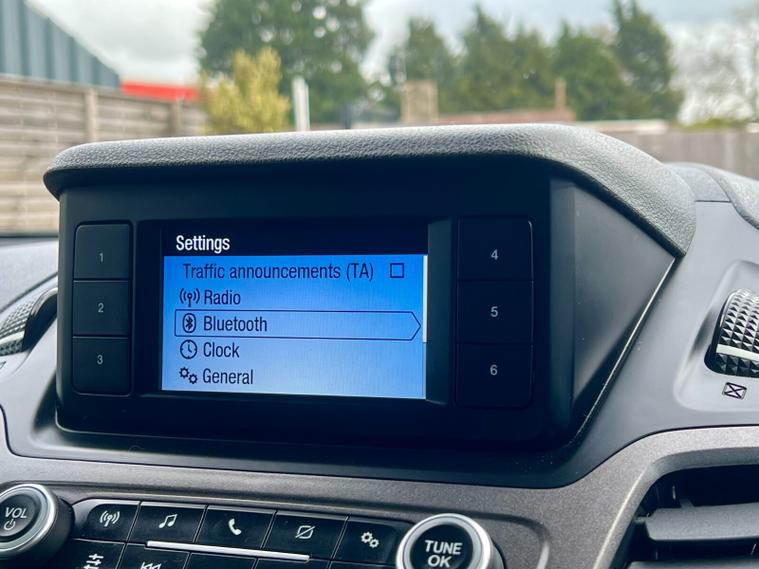 Settings
Traffic announcements (TA)
Radio
Bluetooth
Clock
General
1
2
3
4
5
6
VOL
TUNE
OK